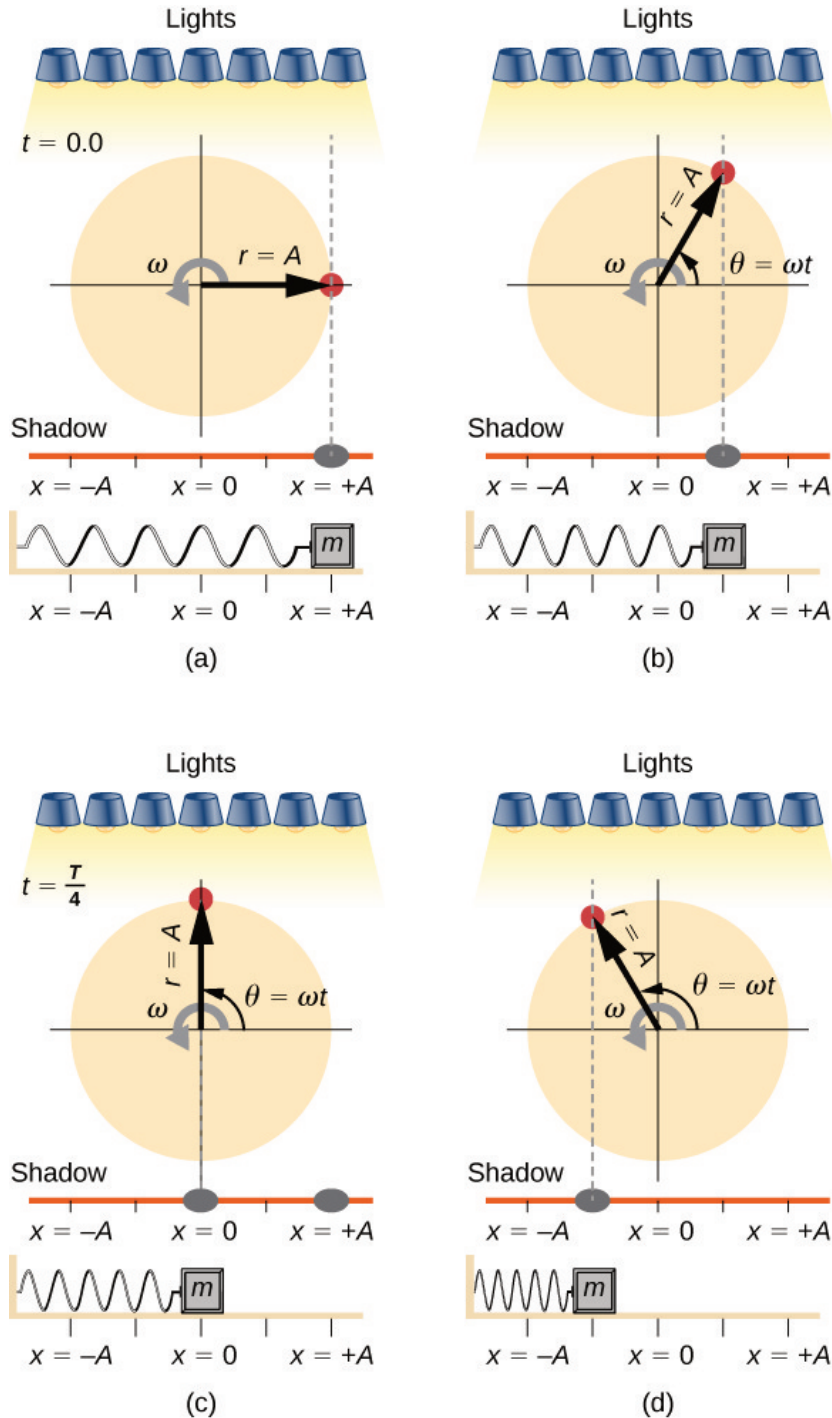 Lights
Lights
t = 0.0
ω
r = A
r = A
ω
θ = ωt
Shadow
Shadow
x = –A
x = 0
x = +A
x = –A
x = 0
x = +A
m
m
x = –A
x = 0
x = +A
x = –A
x = 0
x = +A
(a)
(b)
Lights
Lights
t = T/4
r = A
ω
θ = ωt
r = A
ω
θ = ωt
Shadow
Shadow
x = –A
x = 0
x = +A
x = –A
x = 0
x = +A
m
m
x = –A
x = 0
x = +A
x = –A
x = 0
x = +A
(c)
(d)